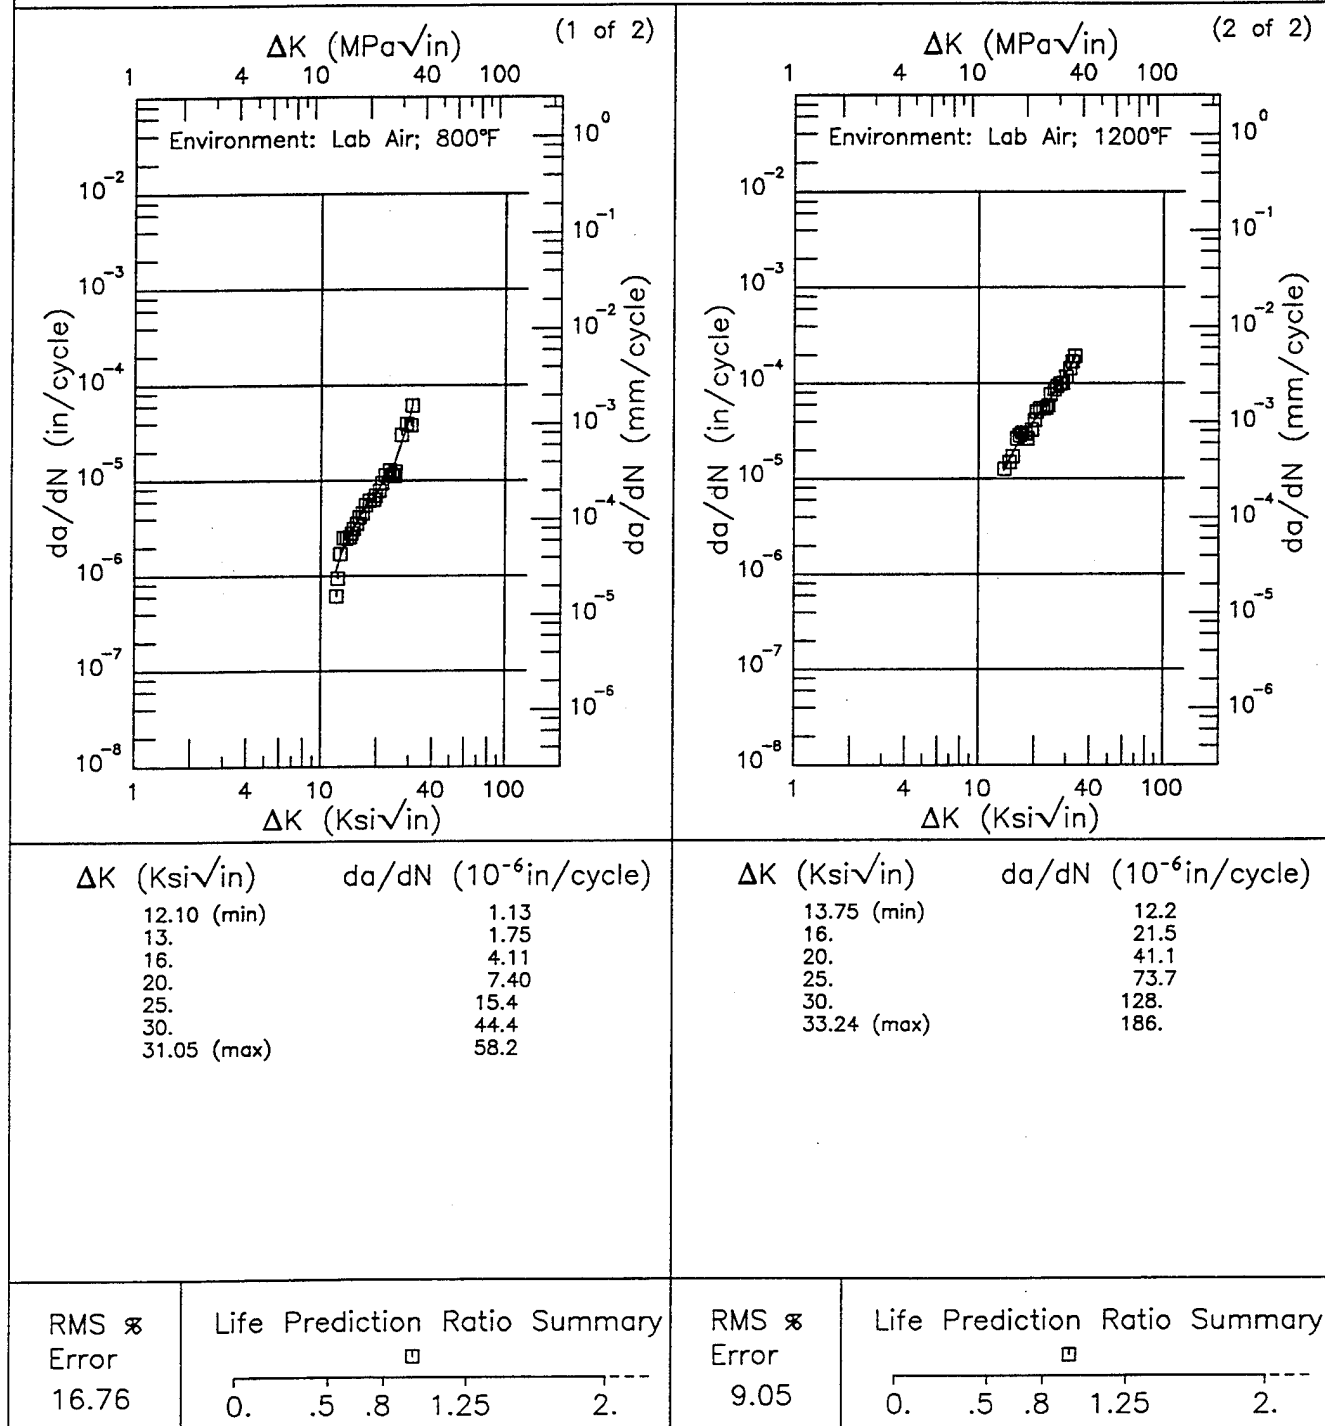 (1 of 2)
ΔK (MPa√in)
1 4 10 40 100
Environment: Lab Air; 800°F
da/dN (in/cycle)
10⁻²
10⁻³
10⁻⁴
10⁻⁵
10⁻⁶
10⁻⁷
10⁻⁸
10⁰
10⁻¹
10⁻²
10⁻³
10⁻⁴
10⁻⁵
10⁻⁶
da/dN (mm/cycle)
1 4 10 40 100
ΔK (Ksi√in)
ΔK (Ksi√in) da/dN (10⁻⁶in/cycle)
12.10 (min) 1.13
13. 1.75
16. 4.11
20. 7.40
25. 15.4
30. 44.4
31.05 (max) 58.2
RMS %
Error
16.76
Life Prediction Ratio Summary
0. .5 .8 1.25 2.
(2 of 2)
ΔK (MPa√in)
1 4 10 40 100
Environment: Lab Air; 1200°F
da/dN (in/cycle)
10⁻²
10⁻³
10⁻⁴
10⁻⁵
10⁻⁶
10⁻⁷
10⁻⁸
10⁰
10⁻¹
10⁻²
10⁻³
10⁻⁴
10⁻⁵
10⁻⁶
da/dN (mm/cycle)
1 4 10 40 100
ΔK (Ksi√in)
ΔK (Ksi√in) da/dN (10⁻⁶in/cycle)
13.75 (min) 12.2
16. 21.5
20. 41.1
25. 73.7
30. 128.
33.24 (max) 186.
RMS %
Error
9.05
Life Prediction Ratio Summary
0. .5 .8 1.25 2.